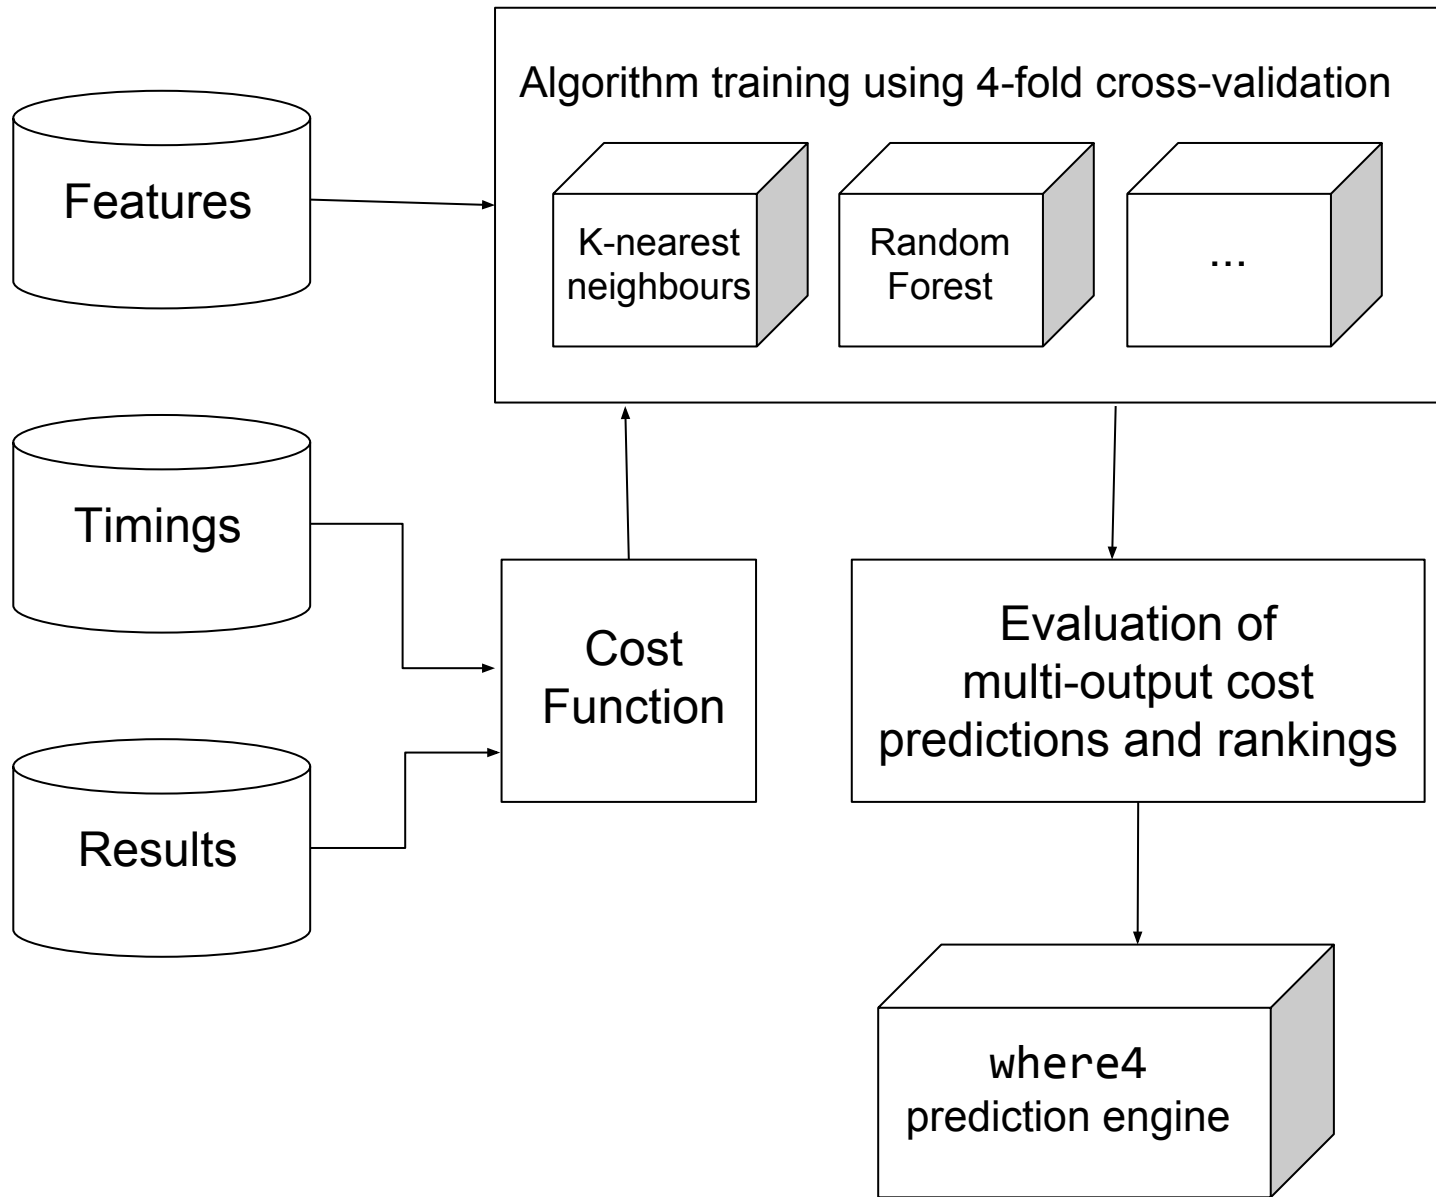 Algorithm training using 4-fold cross-validation
Features
K-nearest
neighbours
Random
Forest
...
Timings
Cost
Function
Evaluation of
multi-output cost
predictions and rankings
Results
where4
prediction engine